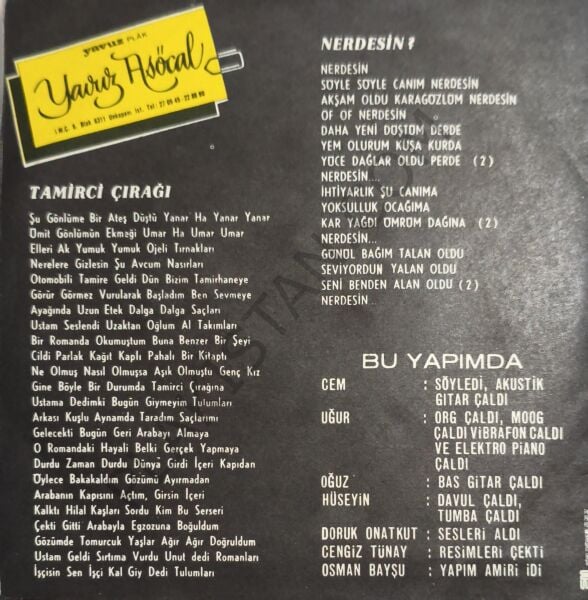 yavuz PLAK
Yavuz Asöcal
İ.M.Ç. 6. Blok 6311 Unkapanı İst. Tel:
TAMİRCİ ÇIRAĞI
Şu Gönlüme Bir Ateş Düştü Yanar Ha Yanar Yanar
Ümit Gönlümün Ekmeği Umar Ha Umar Umar
Elleri Ak Yumuk Yumuk Ojeli Tırnakları
Nerelere Gizlesin Şu Avcum Nasırları
Otomobili Tamire Geldi Dün Bizim Tamirhaneye
Görür Görmez Vurularak Başladım Ben Sevmeye
Ayağında Uzun Etek Dalga Dalga Saçları
Ustam Seslendi Uzaktan Oğlum Al Takımları
Bir Romanda Okumuştum Buna Benzer Bir Şeyi
Cildi Parlak Kağıt Kaplı Pahalı Bir Kitaptı
Ne Olmuş Nasıl Olmuşsa Aşık Olmuştu Genç Kız
Gine Böyle Bir Durumda Tamirci Çırağına
Ustama Dedimki Bugün Giymeyim Tulumları
Arkası Kuşlu Aynamda Taradım Saçlarımı
Gelecekti Bugün Geri Arabayı Almaya
O Romandaki Hayali Belki Gerçek Yapmaya
Durdu Zaman Durdu Dünya Girdi İçeri Kapıdan
Öylece Bakakaldım Gözümü Ayırmadan
Arabanın Kapısını Açtım, Girsin İçeri
Kalktı Hilal Kaşları Sordu Kim Bu Serseri
Çekti Gitti Arabayla Egzozuna Boğuldum
Gözümde Tomurcuk Yaşlar Ağır Ağır Doğruldum
Ustam Geldi Sırtıma Vurdu Unut dedi Romanları
İşçisin Sen İşçi Kal Giy Dedi Tulumları
NERDESİN?
NERDESİN
SÖYLE SÖYLE CANIM NERDESİN
AKŞAM OLDU KARAGÖZLÜM NERDESİN
OF OF NERDESİN
DAHA YENİ DÜŞTÜM DERDE
YEM OLURUM KUŞA KURDA
YÜCE DAĞLAR OLDU PERDE (2)
NERDESİN...
İHTİYARLIK ŞU CANIMA
YOKSULLUK OCAĞIMA
KAR YAĞDI ÖMRÜM DAĞINA (2)
NERDESİN...
GÖNÜL BAĞIM TALAN OLDU
SEVİYORDUN YALAN OLDU
SENİ BENDEN ALAN OLDU (2)
NERDESİN...
BU YAPIMDA
CEM : SÖYLEDİ, AKUSTİK
GİTAR ÇALDI
UĞUR : ORG ÇALDI, MOOG
ÇALDI VİBRAFON ÇALDI
VE ELEKTRO PİANO
ÇALDI
OĞUZ : BAS GİTAR ÇALDI
HÜSEYİN : DAVUL ÇALDI,
TUMBA ÇALDI
DORUK ONATKUT : SESLERİ ALDI
CENGİZ TÜNAY : RESİMLERİ ÇEKTİ
OSMAN BAYŞU : YAPIM AMİRİ İDİ